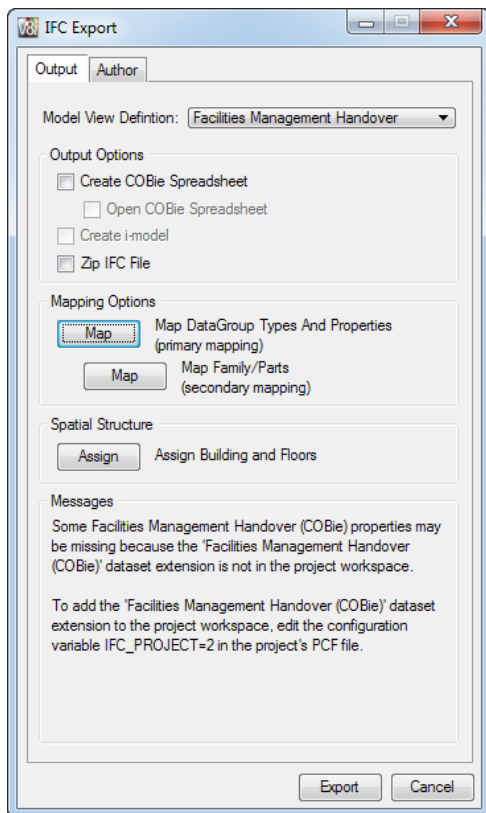 V8i IFC Export
Output Author
Model View Defintion: Facilities Management Handover
Output Options
Create COBie Spreadsheet
Open COBie Spreadsheet
Create i-model
Zip IFC File
Mapping Options
Map Map DataGroup Types And Properties
(primary mapping)
Map Map Family/Parts
(secondary mapping)
Spatial Structure
Assign Assign Building and Floors
Messages
Some Facilities Management Handover (COBie) properties may
be missing because the 'Facilities Management Handover
(COBie)' dataset extension is not in the project workspace.
To add the 'Facilities Management Handover (COBie)' dataset
extension to the project workspace, edit the configuration
variable IFC_PROJECT=2 in the project's PCF file.
Export Cancel